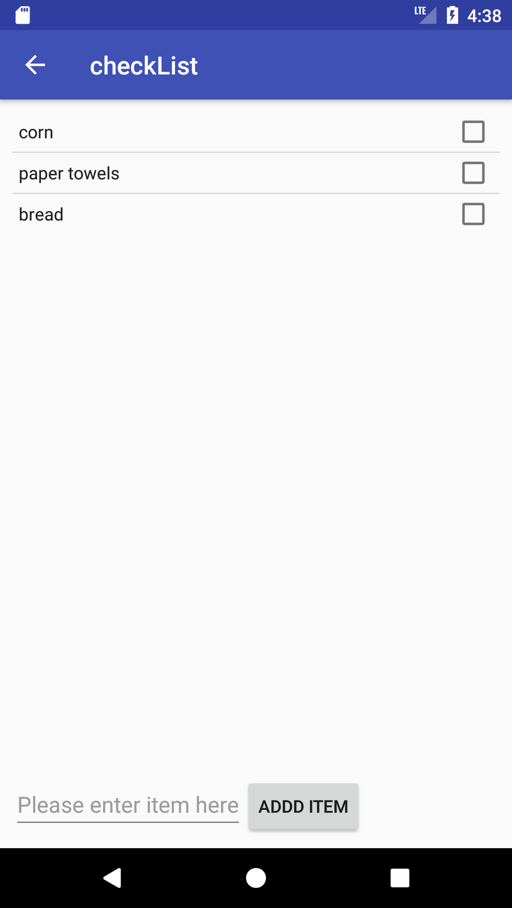 LTE 4:38
checkList
corn
paper towels
bread
Please enter item here ADDD ITEM